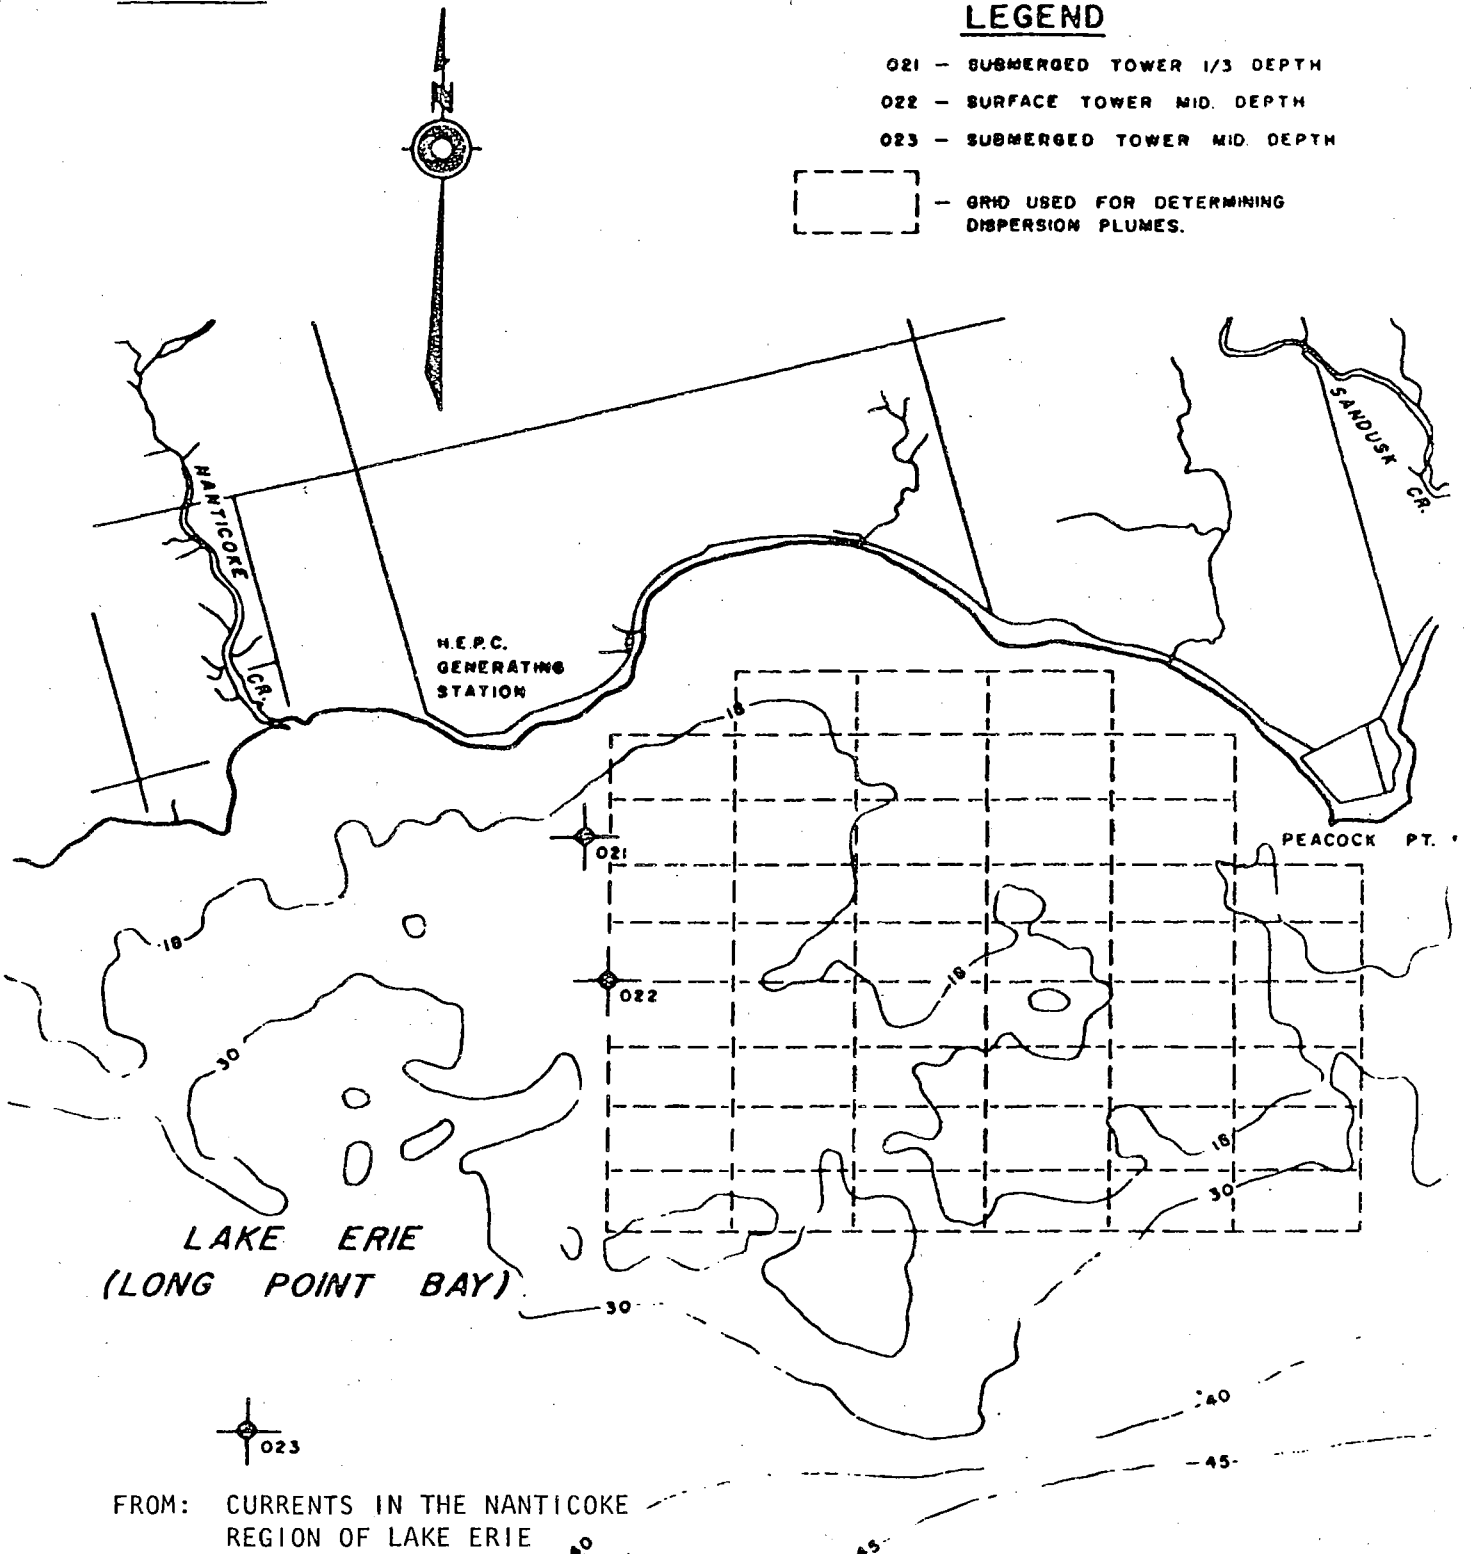 LEGEND
021 — SUBMERGED TOWER 1/3 DEPTH
022 — SURFACE TOWER MID. DEPTH
023 — SUBMERGED TOWER MID. DEPTH
— GRID USED FOR DETERMINING
DISPERSION PLUMES.
N
SANDUSK CR.
NANTICOKE CR.
H.E.P.C.
GENERATING
STATION
18
PEACOCK PT.
021
18
18
022
30
18
30
LAKE ERIE
(LONG POINT BAY)
30
40
023
45
FROM: CURRENTS IN THE NANTICOKE
REGION OF LAKE ERIE
40
45